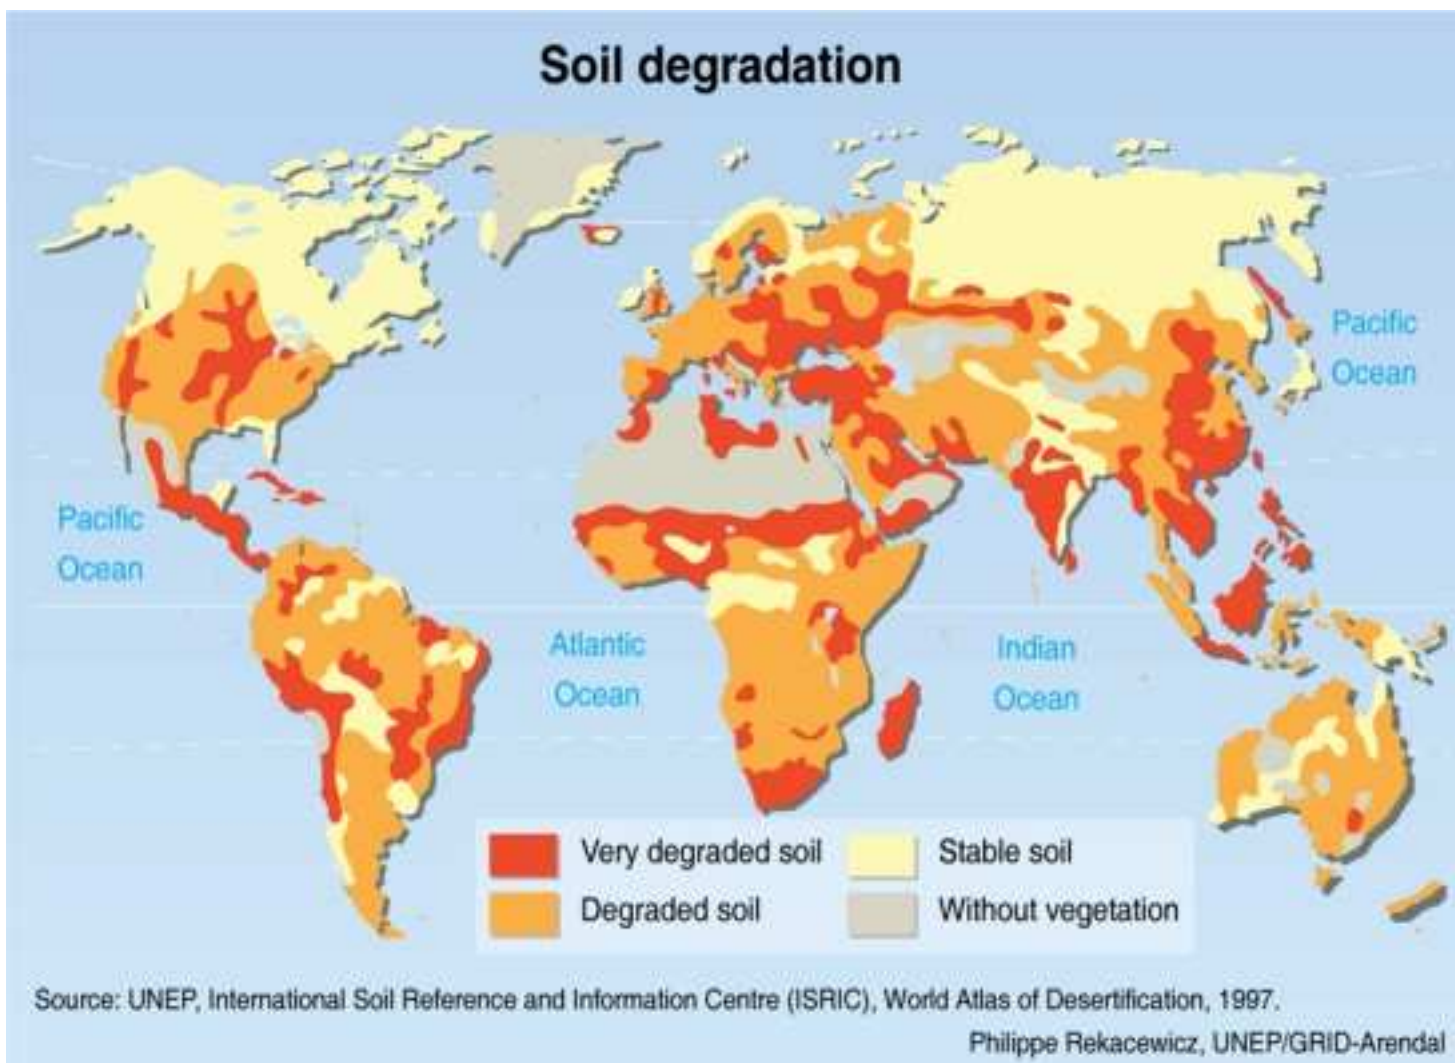 Soil degradation
Pacific
Ocean
Pacific
Ocean
Atlantic
Ocean
Indian
Ocean
Very degraded soil
Stable soil
Degraded soil
Without vegetation
Source: UNEP, International Soil Reference and Information Centre (ISRIC), World Atlas of Desertification, 1997.
Philippe Rekacewicz, UNEP/GRID-Arendal